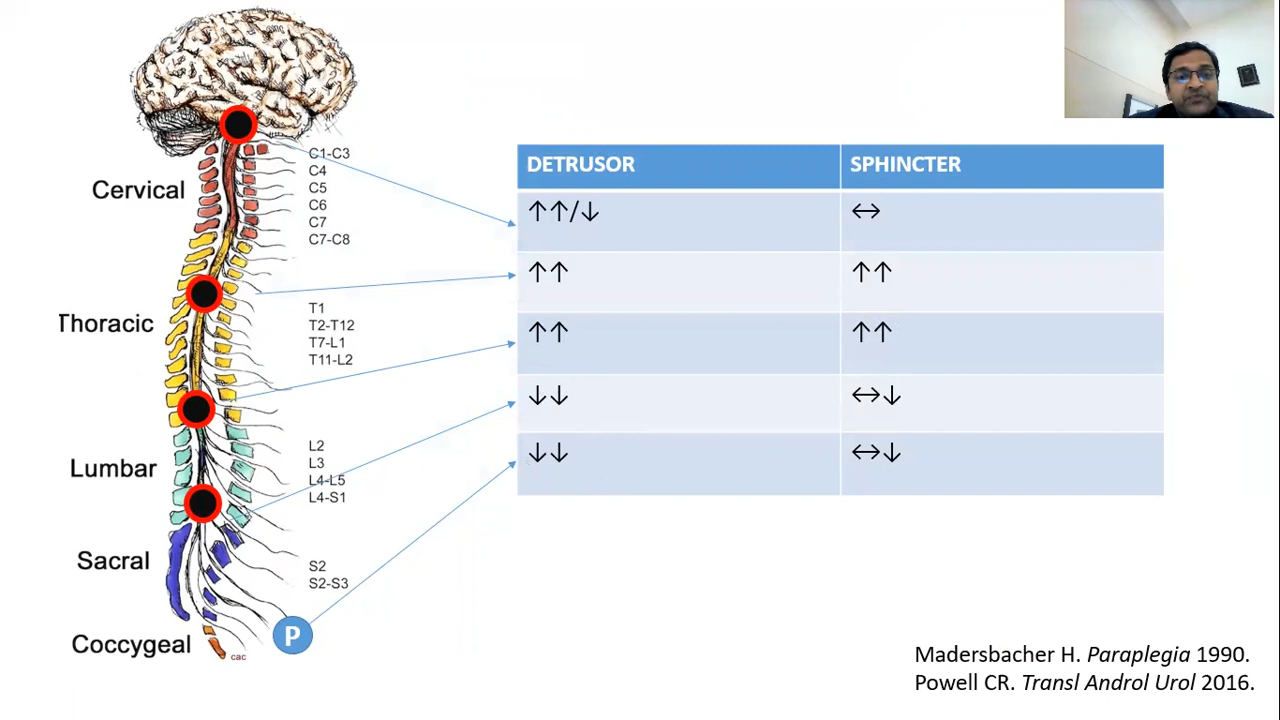 Cervical
C1-C3
C4
C5
C6
C7
C7-C8
Thoracic
T1
T2-T12
T7-L1
T11-L2
Lumbar
L2
L3
L4-L5
L4-S1
Sacral
S2
S2-S3
Coccygeal
cac
P
DETRUSOR SPHINCTER
↑↑/↓ ↔
↑↑ ↑↑
↑↑ ↑↑
↓↓ ↔↓
↓↓ ↔↓
Madersbacher H. Paraplegia 1990.
Powell CR. Transl Androl Urol 2016.